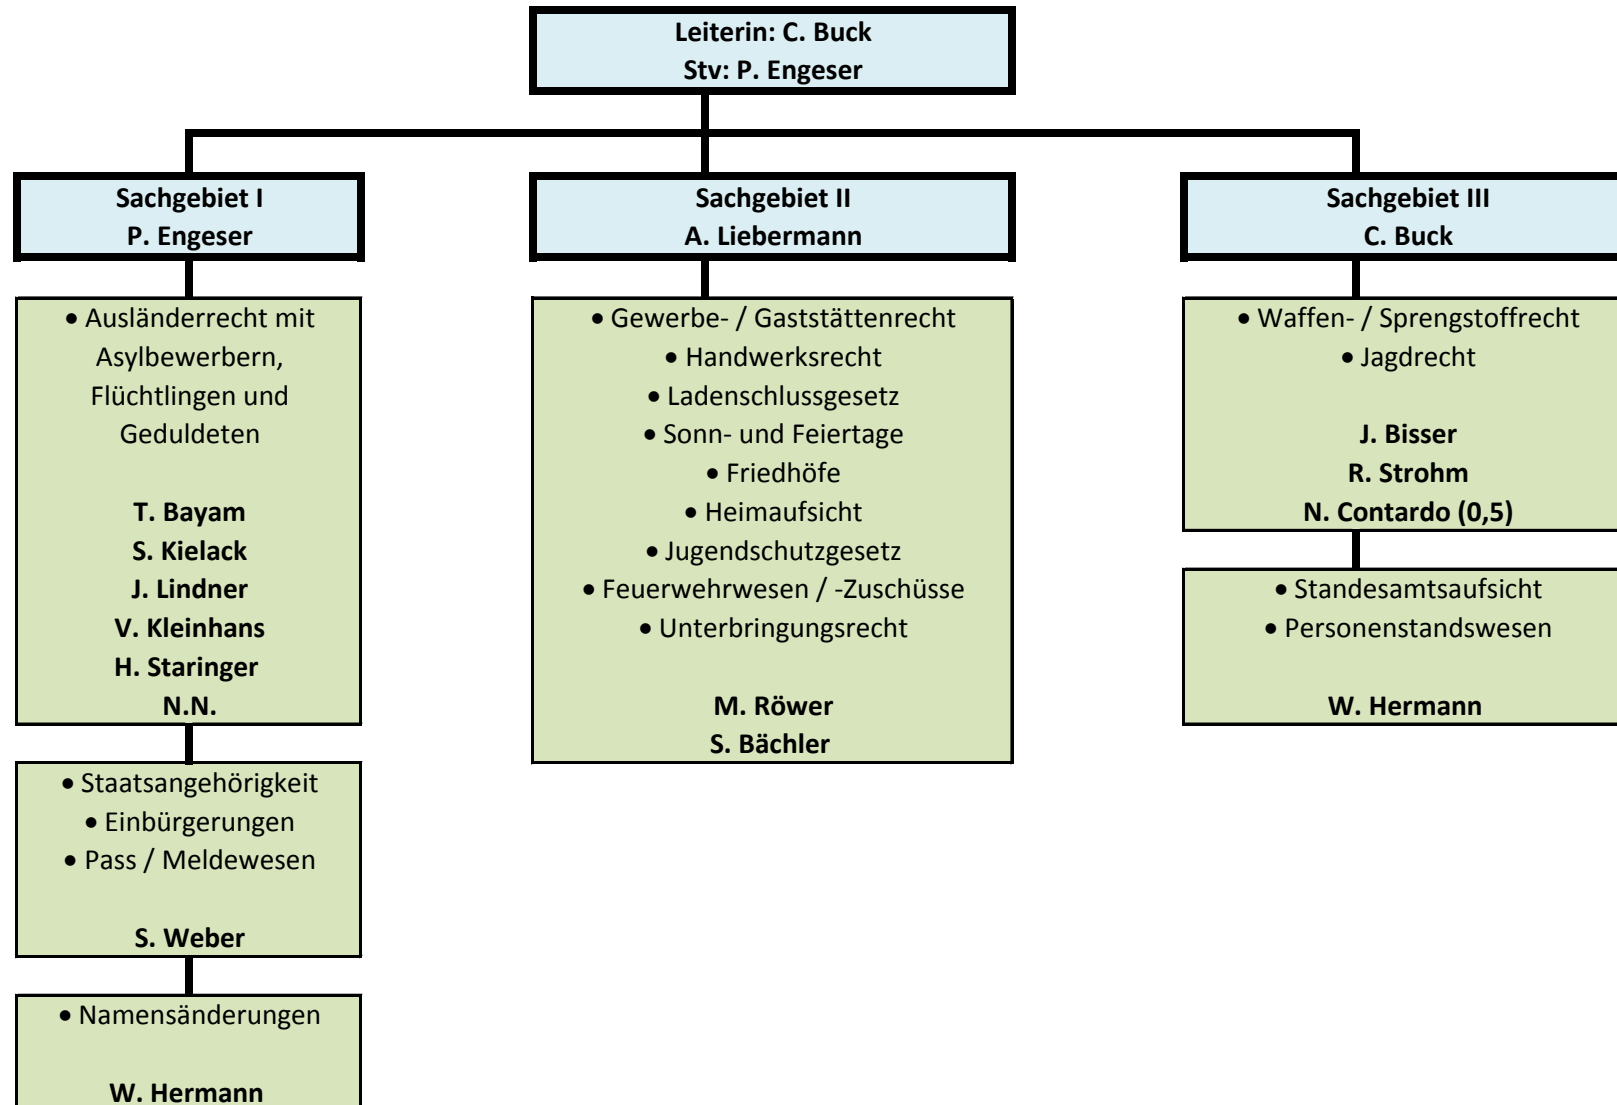 Leiterin: C. Buck
Stv: P. Engeser
Sachgebiet I
P. Engeser
• Ausländerrecht mit
Asylbewerbern,
Flüchtlingen und
Geduldeten
T. Bayam
S. Kielack
J. Lindner
V. Kleinhans
H. Staringer
N.N.
• Staatsangehörigkeit
• Einbürgerungen
• Pass / Meldewesen
S. Weber
• Namensänderungen
W. Hermann
Sachgebiet II
A. Liebermann
• Gewerbe- / Gaststättenrecht
• Handwerksrecht
• Ladenschlussgesetz
• Sonn- und Feiertage
• Friedhöfe
• Heimaufsicht
• Jugendschutzgesetz
• Feuerwehrwesen / -Zuschüsse
• Unterbringungsrecht
M. Röwer
S. Bächler
Sachgebiet III
C. Buck
• Waffen- / Sprengstoffrecht
• Jagdrecht
J. Bisser
R. Strohm
N. Contardo (0,5)
• Standesamtsaufsicht
• Personenstandswesen
W. Hermann